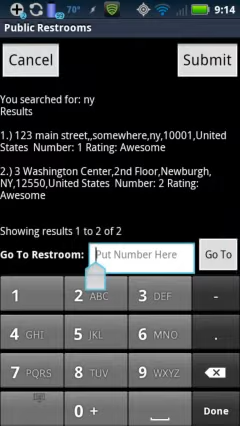 70° 9:14
Public Restrooms
Cancel Submit
You searched for: ny
Results
1.) 123 main street,,somewhere,ny,10001,United
States  Number: 1 Rating: Awesome
2.) 3 Washington Center,2nd Floor,Newburgh,
NY,12550,United States  Number: 2 Rating:
Awesome
Showing results 1 to 2 of 2
Go To Restroom: Put Number Here Go To
1 2 ABC 3 DEF -
4 GHI 5 JKL 6 MNO .
7 PQRS 8 TUV 9 WXYZ
0 + Done